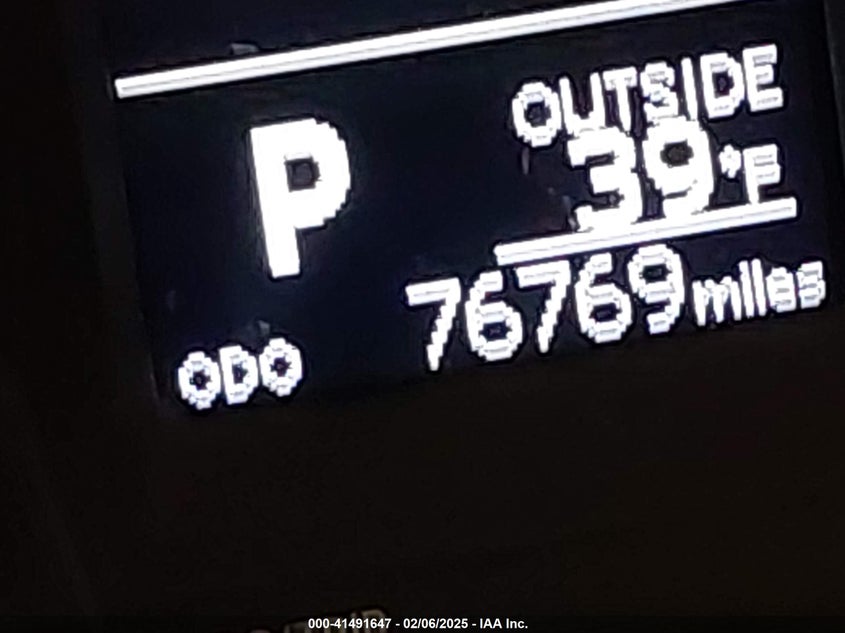 OUTSIDE
P 39°F
ODO 76769 miles
000-41491647 - 02/06/2025 - IAA Inc.